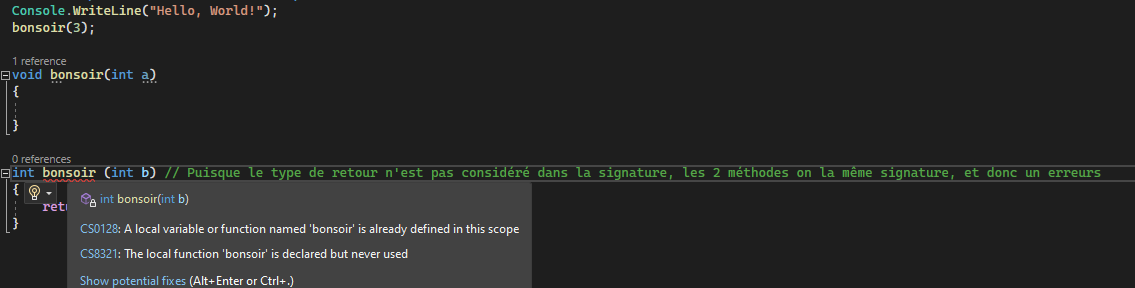 Console.WriteLine("Hello, World!");
bonsoir(3);
1 reference
void bonsoir(int a)
{
}
0 references
int bonsoir (int b) // Puisque le type de retour n'est pas considéré dans la signature, les 2 méthodes on la même signature, et donc un erreurs
{
int bonsoir(int b)
retu
}
CS0128: A local variable or function named 'bonsoir' is already defined in this scope
CS8321: The local function 'bonsoir' is declared but never used
Show potential fixes (Alt+Enter or Ctrl+.)